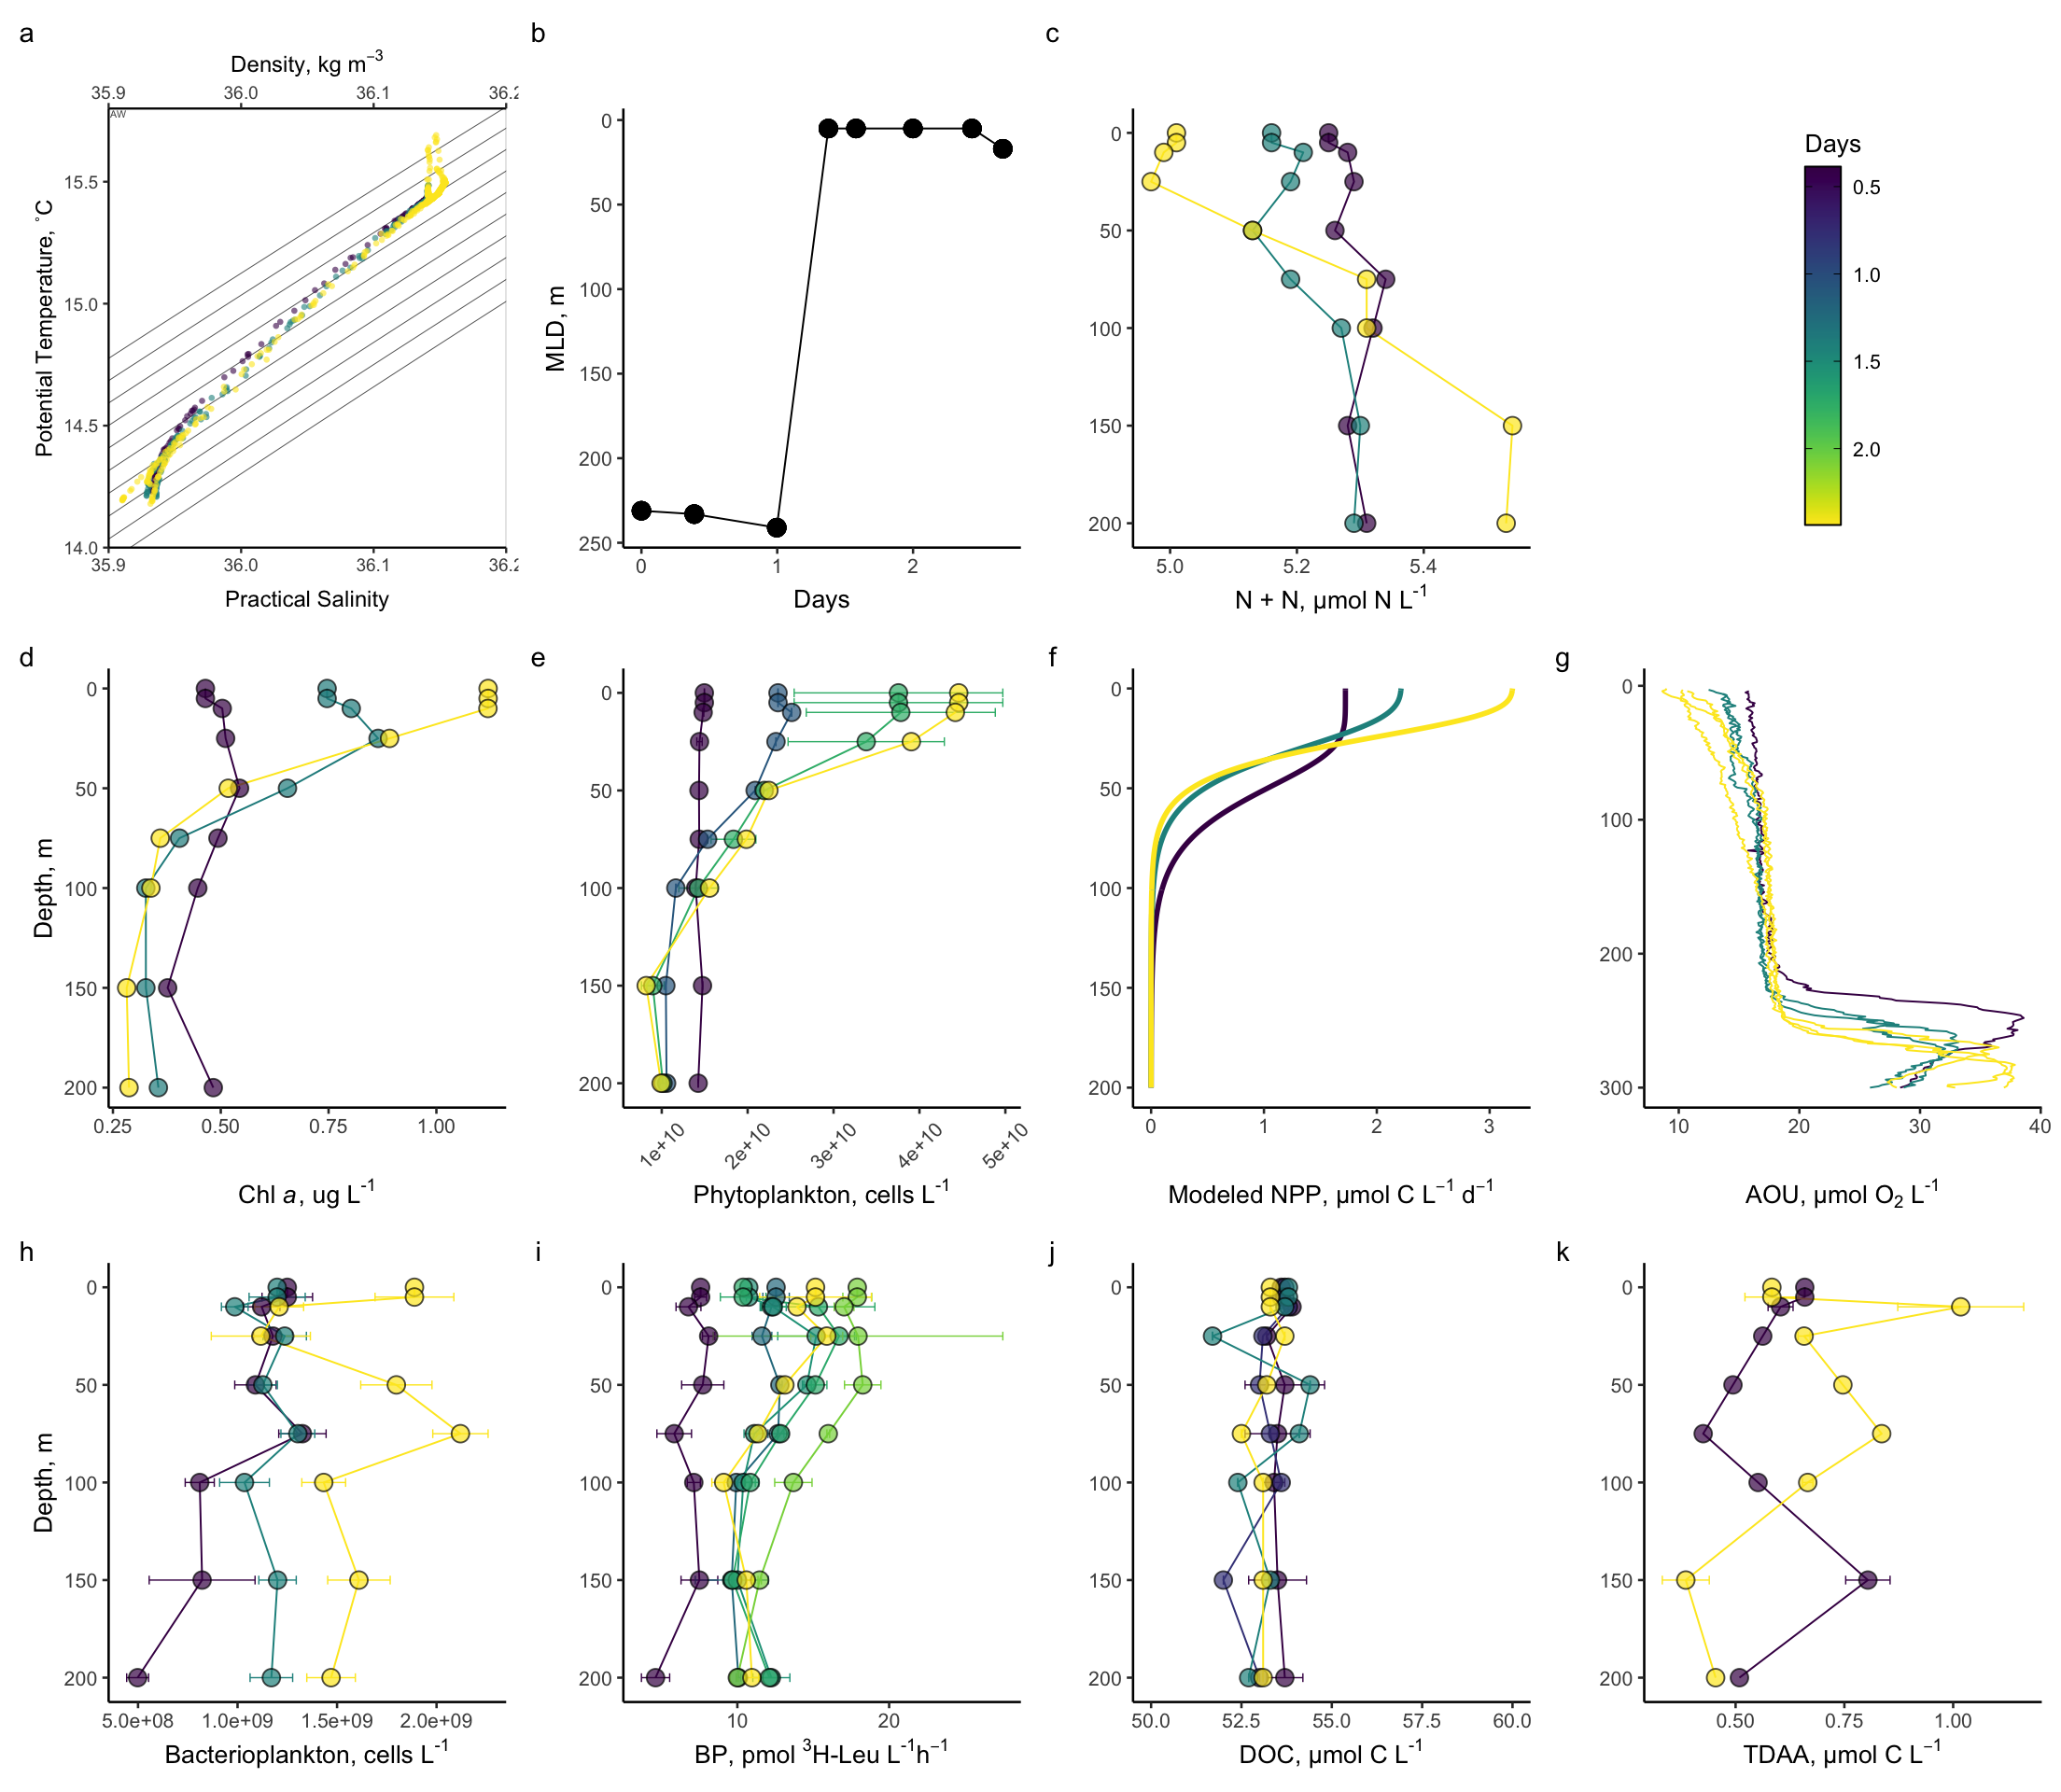 a
b
c
Density, kg m⁻³
35.9 36.0 36.1 36.2
AW
15.5
15.0
14.5
14.0
Potential Temperature, ˚C
35.9 36.0 36.1 36.2
Practical Salinity
0
50
100
150
200
250
MLD, m
0 1 2
Days
0
50
100
150
200
5.0 5.2 5.4
N + N, µmol N L⁻¹
Days
0.5
1.0
1.5
2.0
d
e
f
g
0
50
100
150
200
Depth, m
0.25 0.50 0.75 1.00
Chl a, ug L⁻¹
0
50
100
150
200
1e+10 2e+10 3e+10 4e+10 5e+10
Phytoplankton, cells L⁻¹
0
50
100
150
200
0 1 2 3
Modeled NPP, µmol C L⁻¹ d⁻¹
0
100
200
300
10 20 30 40
AOU, µmol O₂ L⁻¹
h
i
j
k
0
50
100
150
200
Depth, m
5.0e+08 1.0e+09 1.5e+09 2.0e+09
Bacterioplankton, cells L⁻¹
0
50
100
150
200
10 20
BP, pmol ³H-Leu L⁻¹h⁻¹
0
50
100
150
200
50.0 52.5 55.0 57.5 60.0
DOC, µmol C L⁻¹
0
50
100
150
200
0.50 0.75 1.00
TDAA, µmol C L⁻¹